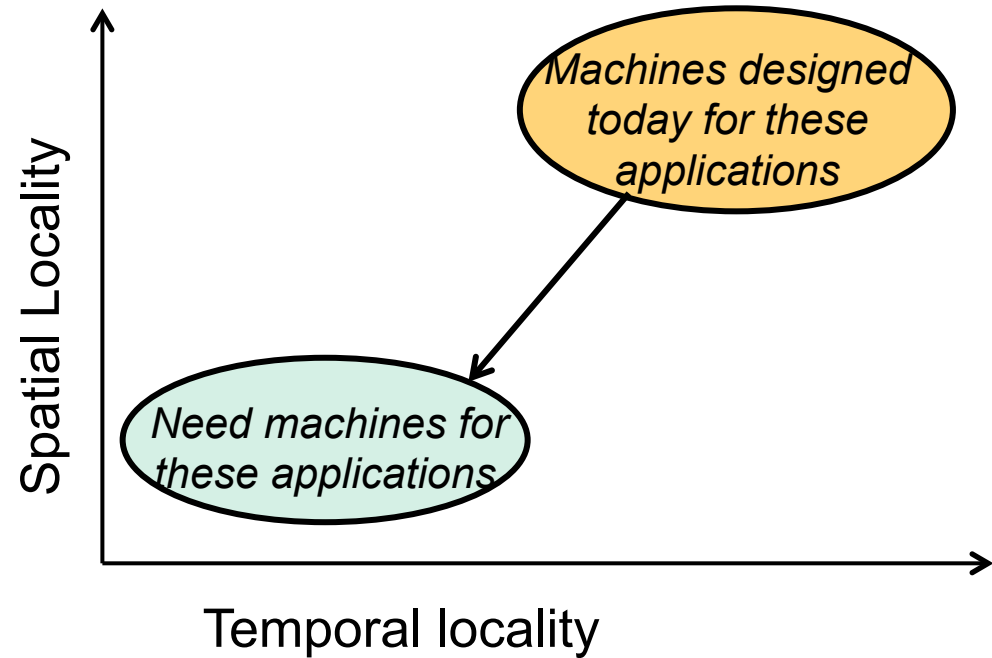 Machines designed
today for these
applications
Spatial Locality
Need machines for
these applications
Temporal locality